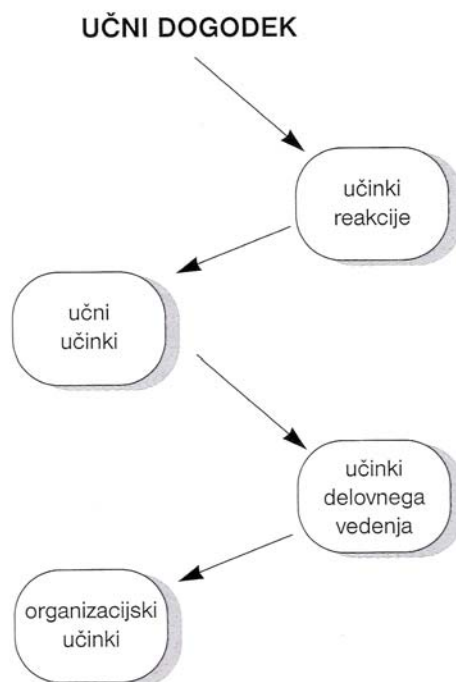 UČNI DOGODEK
učinki
reakcije
učni
učinki
učinki
delovnega
vedenja
organizacijski
učinki